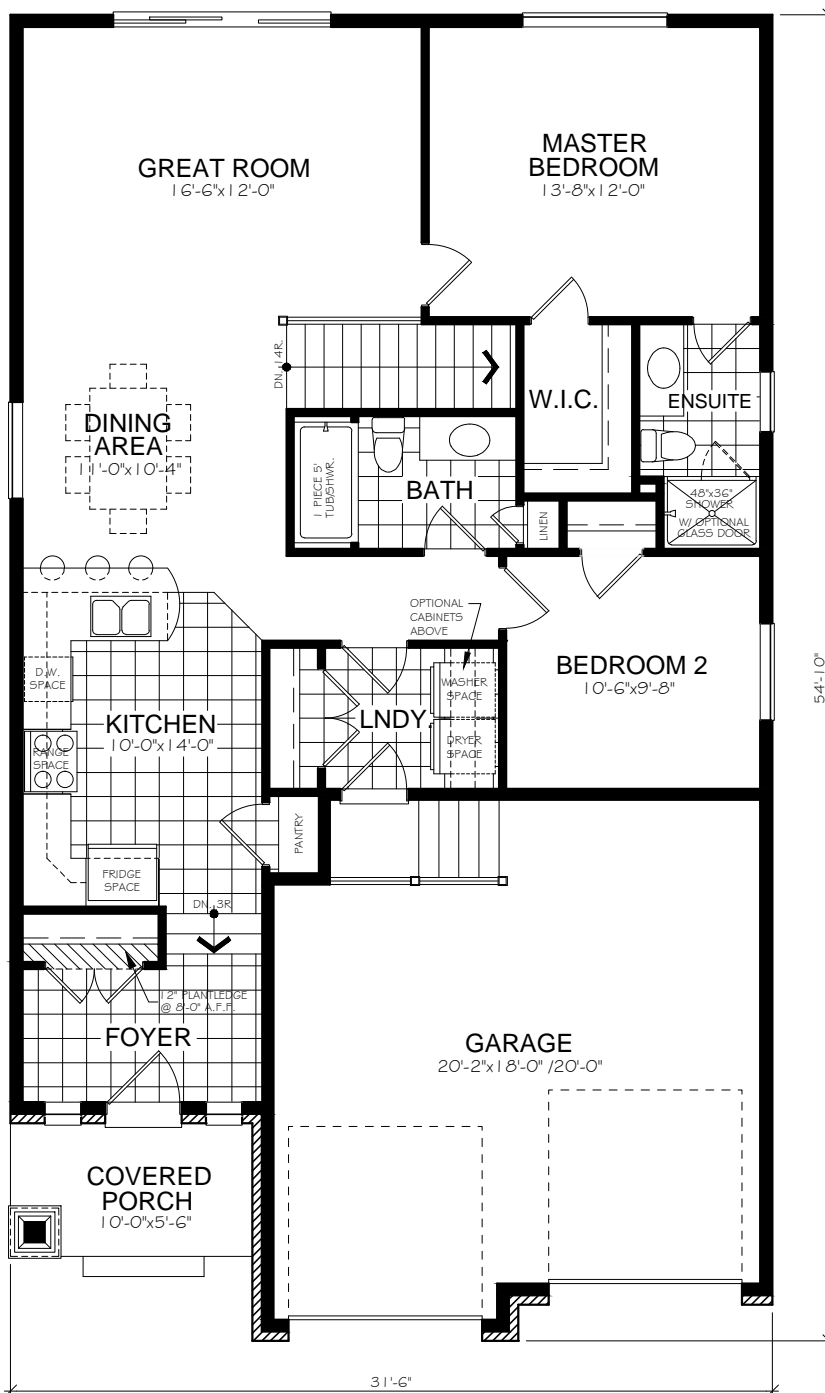 GREAT ROOM
16'-6"x12'-0"
MASTER
BEDROOM
13'-8"x12'-0"
DN. 14R.
W.I.C.
ENSUITE
DINING
AREA
11'-0"x10'-4"
1 PIECE 5'
TUB/SHWR.
BATH
LINEN
48"x36"
SHOWER
W/ OPTIONAL
GLASS DOOR
OPTIONAL
CABINETS
ABOVE
BEDROOM 2
10'-6"x9'-8"
54'-10"
D.W.
SPACE
KITCHEN
10'-0"x14'-0"
RANGE
SPACE
LNDY
WASHER
SPACE
DRYER
SPACE
PANTRY
FRIDGE
SPACE
DN. 3R
12" PLANTLEDGE
@ 8'-0" A.F.F.
FOYER
GARAGE
20'-2"x18'-0" /20'-0"
COVERED
PORCH
10'-0"x5'-6"
31'-6"